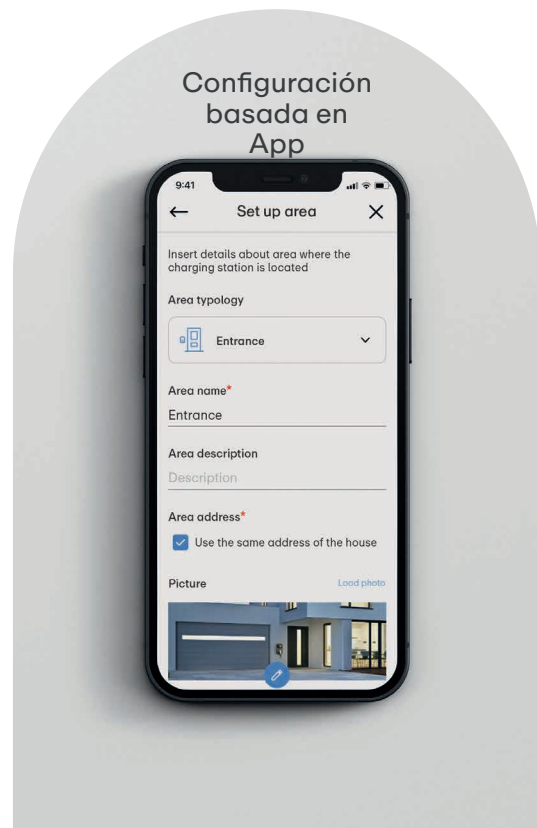 Configuración
basada en
App
9:41
Set up area
Insert details about area where the
charging station is located
Area typology
Entrance
Area name*
Entrance
Area description
Description
Area address*
Use the same address of the house
Picture
Load photo